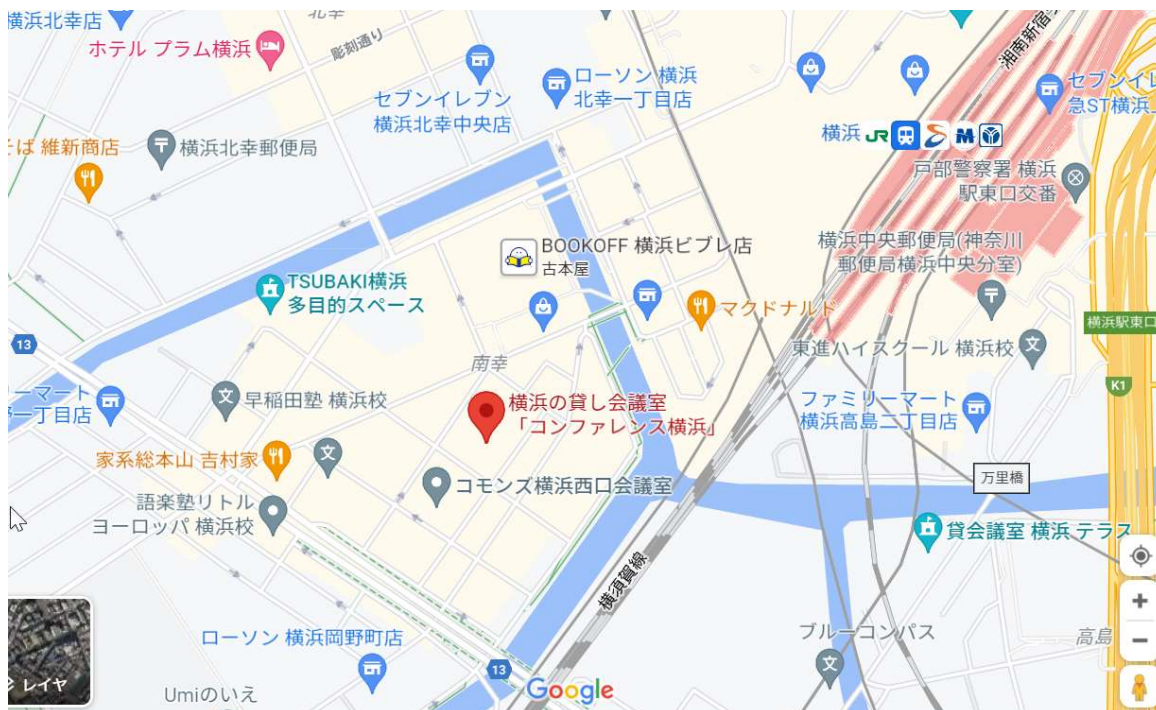 横浜北幸店
北幸
ホテル プラム横浜
彫刻通り
セブンイレブン
横浜北幸中央店
ローソン 横浜
北幸一丁目店
湘南新宿
セブンイレ
急ST横浜
横浜 JR M
そば 維新商店
横浜北幸郵便局
戸部警察署 横浜
駅東口交番
BOOKOFF 横浜ビブレ店
古本屋
横浜中央郵便局(神奈川
郵便局横浜中央分室)
TSUBAKI横浜
多目的スペース
マクドナルド
横浜駅東口
13
南幸
東進ハイスクール 横浜校
K1
ーマート
一丁目店
早稲田塾 横浜校
横浜の貸し会議室
「コンファレンス横浜」
ファミリーマート
横浜高島二丁目店
家系総本山 吉村家
コモンズ横浜西口会議室
万里橋
語楽塾リトル
ヨーロッパ 横浜校
貸会議室 横浜 テラス
横須賀線
ローソン 横浜岡野町店
ブルーコンパス
高島
レイヤ
Umiのいえ
13
Google